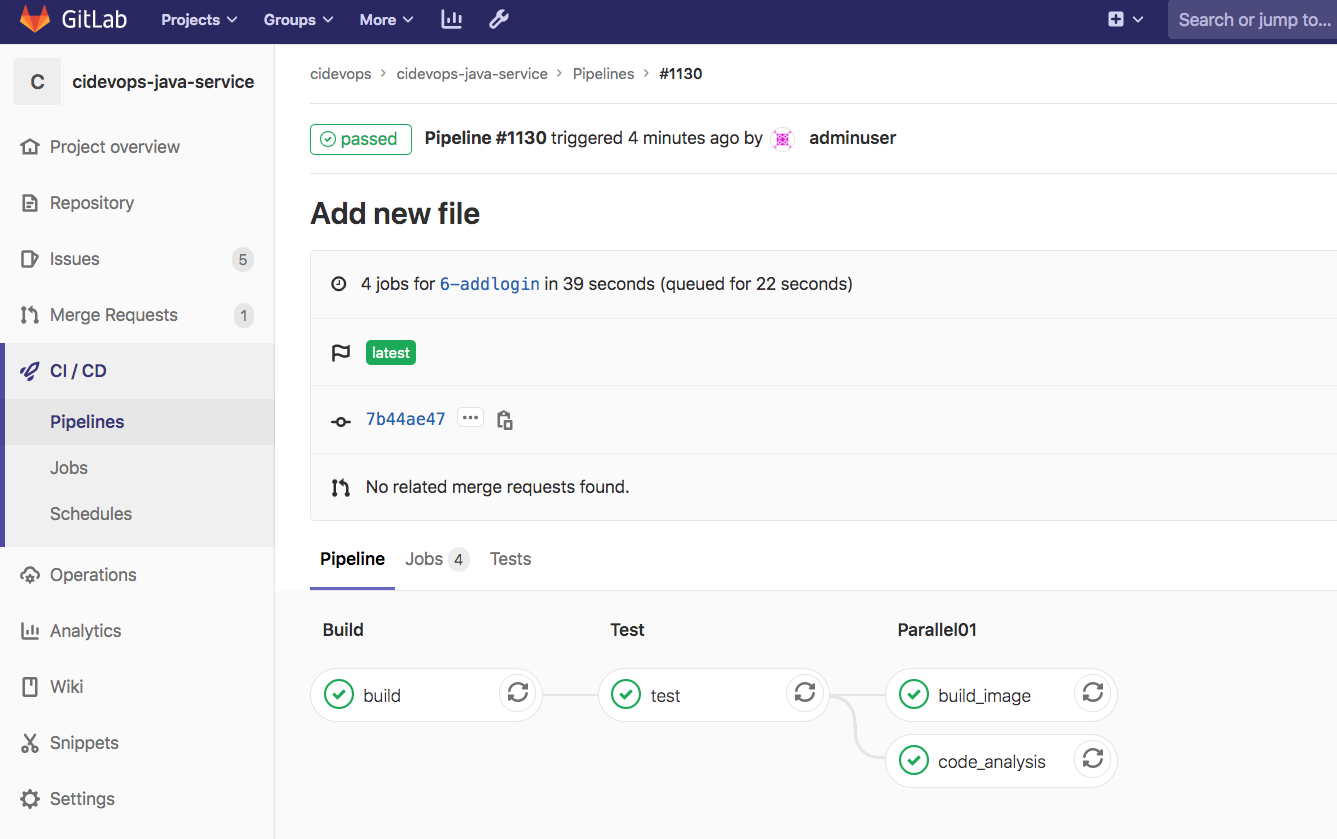 GitLab Projects Groups More Search or jump to...
C cidevops-java-service
Project overview
Repository
Issues 5
Merge Requests 1
CI / CD
Pipelines
Jobs
Schedules
Operations
Analytics
Wiki
Snippets
Settings
cidevops > cidevops-java-service > Pipelines > #1130
passed Pipeline #1130 triggered 4 minutes ago by adminuser
Add new file
4 jobs for 6-addlogin in 39 seconds (queued for 22 seconds)
latest
7b44ae47 ...
No related merge requests found.
Pipeline Jobs 4 Tests
Build Test Parallel01
build test build_image
code_analysis